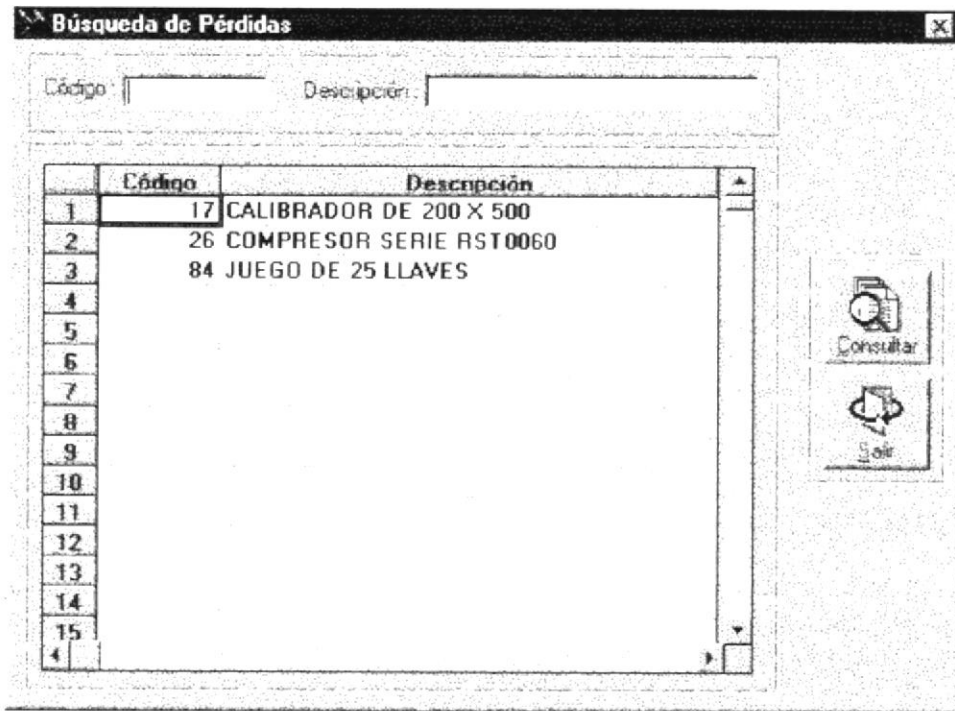 Búsqueda de Pérdidas
Código : Descripción :
Código Descripción
1 17 CALIBRADOR DE 200 X 500
2 26 COMPRESOR SERIE RST0060
3 84 JUEGO DE 25 LLAVES
4
5
6
7
8
9
10
11
12
13
14
15
Consultar
Salir